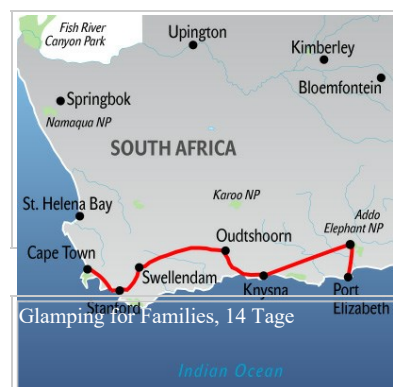 Fish River
Canyon Park
Upington
Kimberley
Bloemfontein
Springbok
Namaqua NP
SOUTH AFRICA
St. Helena Bay
Karoo NP
Addo
Elephant NP
Oudtshoorn
Cape Town
Swellendam
Stanford
Knysna
Port
Elizabeth
Glamping for Families, 14 Tage
Indian Ocean